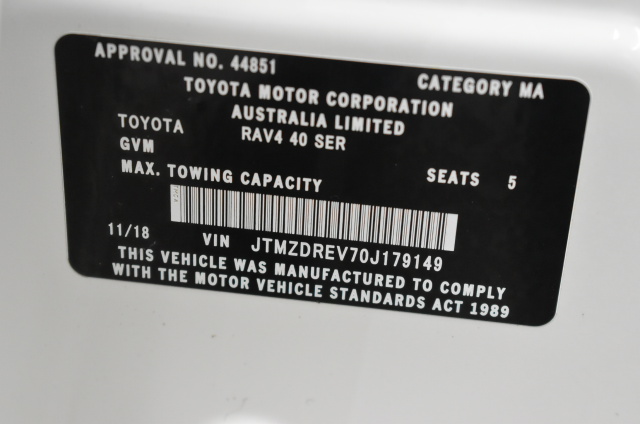 APPROVAL NO. 44851 CATEGORY MA
TOYOTA MOTOR CORPORATION
AUSTRALIA LIMITED
TOYOTA RAV4 40 SER
GVM
MAX. TOWING CAPACITY SEATS 5
11/18 VIN JTMZDREV70J179149
THIS VEHICLE WAS MANUFACTURED TO COMPLY
WITH THE MOTOR VEHICLE STANDARDS ACT 1989